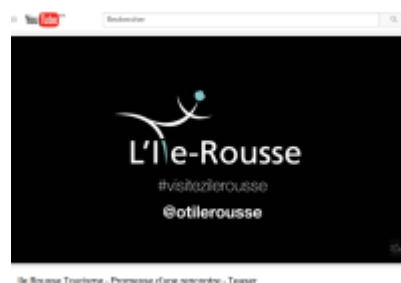 YouTube
Rechercher
L'Ile-Rousse
#visitezilerousse
@otilerousse
Ile Rousse Tourisme - Promesse d'une rencontre - Teaser